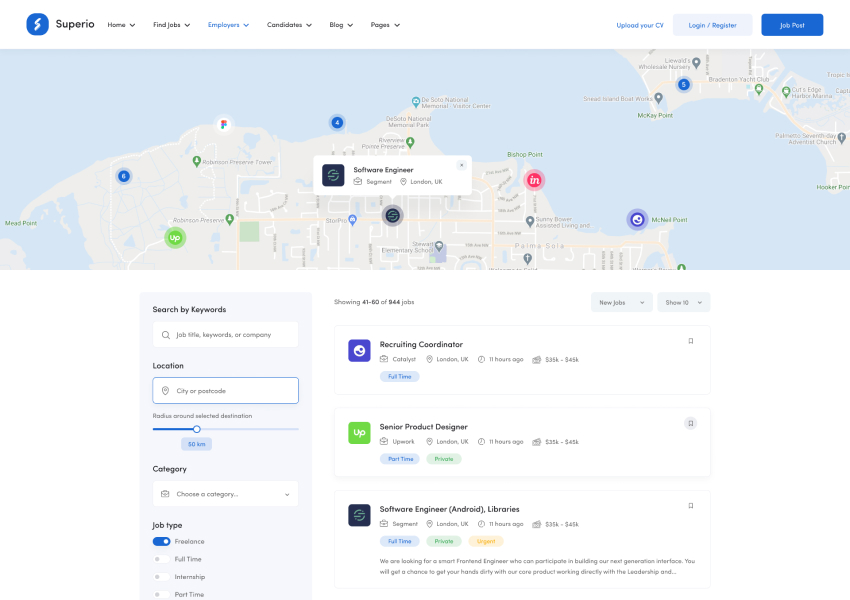 Superio
Home
Find Jobs
Employers
Candidates
Blog
Pages
Upload your CV
Login / Register
Job Post
Liewald's
Wholesale Nursery
Bradenton Yacht Club
Cut's Edge
Harbor-Marina
Snead Island Boat Works
McKay Point
Palmetto Seventh-day
Adventist Church
De Soto National
Memorial - Visitor Center
DeSoto National
Memorial Park
Riverview
Pointe Preserve
Robinson Preserve Tower
Bishop Point
Software Engineer
Segment
London, UK
Mead Point
Robinson Preserve
StorPro
Sunny Bower
Assisted Living and
McNeil Point
Palma Sola
Stewart
Elementary School
5
4
6
in
Up
Search by Keywords
Job title, keywords, or company
Location
City or postcode
Radius around selected destination
50 km
Category
Choose a category...
Job type
Freelance
Full Time
Internship
Part Time
Showing 41-60 of 944 jobs
New Jobs
Show 10
Recruiting Coordinator
Catalyst London, UK 11 hours ago $35k - $45k
Full Time
Up
Senior Product Designer
Upwork London, UK 11 hours ago $35k - $45k
Part Time Private
Software Engineer (Android), Libraries
Segment London, UK 11 hours ago $35k - $45k
Full Time Private Urgent
We are looking for a smart Frontend Engineer who can participate in building our next generation interface. You
will get a chance to get your hands dirty with our core product working directly with the Leadership and...